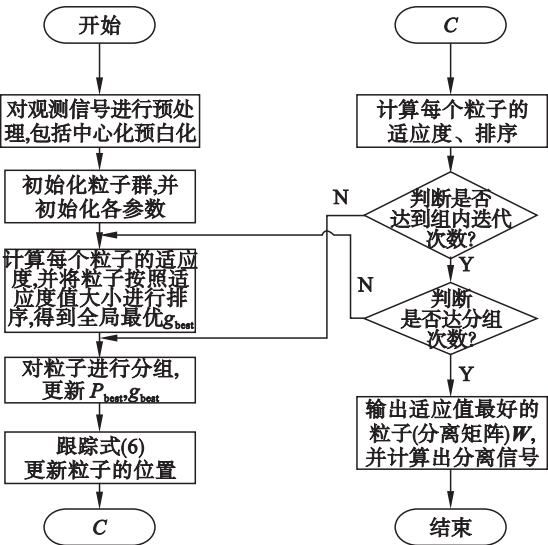 开始
对观测信号进行预处
理,包括中心化预白化
初始化粒子群,并
初始化各参数
计算每个粒子的适应
度,并将粒子按照适
应度值大小进行排
序,得到全局最优gbest
对粒子进行分组,
更新 Pbest,gbest
跟踪式(6)
更新粒子的位置
C
C
计算每个粒子的
适应度、排序
判断是否
达到组内迭代
次数?
N
Y
判断
是否达分组
次数?
N
Y
输出适应值最好的
粒子(分离矩阵)W,
并计算出分离信号
结束